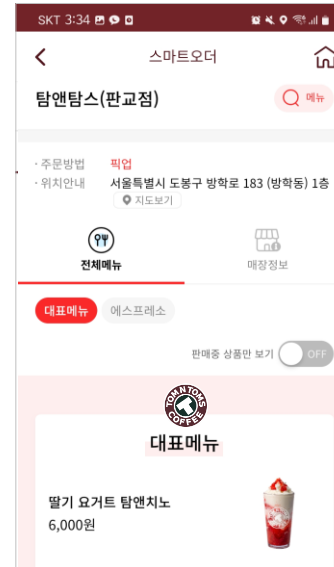 SKT 3:34
스마트오더
탐앤탐스(판교점)
메뉴
· 주문방법 픽업
· 위치안내 서울특별시 도봉구 방학로 183 (방학동) 1층
지도보기
전체메뉴
매장정보
대표메뉴
에스프레소
판매중 상품만 보기 OFF
TOM N TOMS
COFFEE
대표메뉴
딸기 요거트 탐앤치노
6,000원